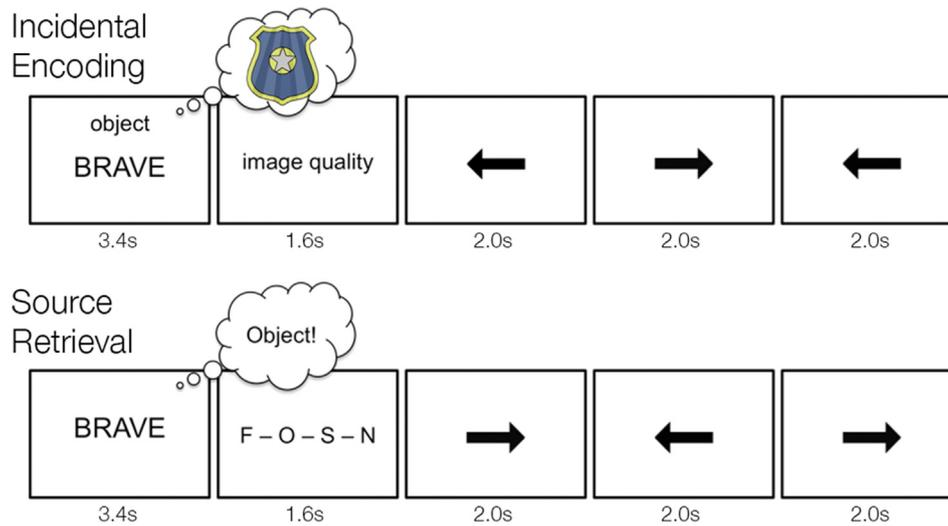 Incidental
Encoding
object
BRAVE
image quality
3.4s
1.6s
2.0s
2.0s
2.0s
Source
Retrieval
Object!
BRAVE
F – O – S – N
3.4s
1.6s
2.0s
2.0s
2.0s